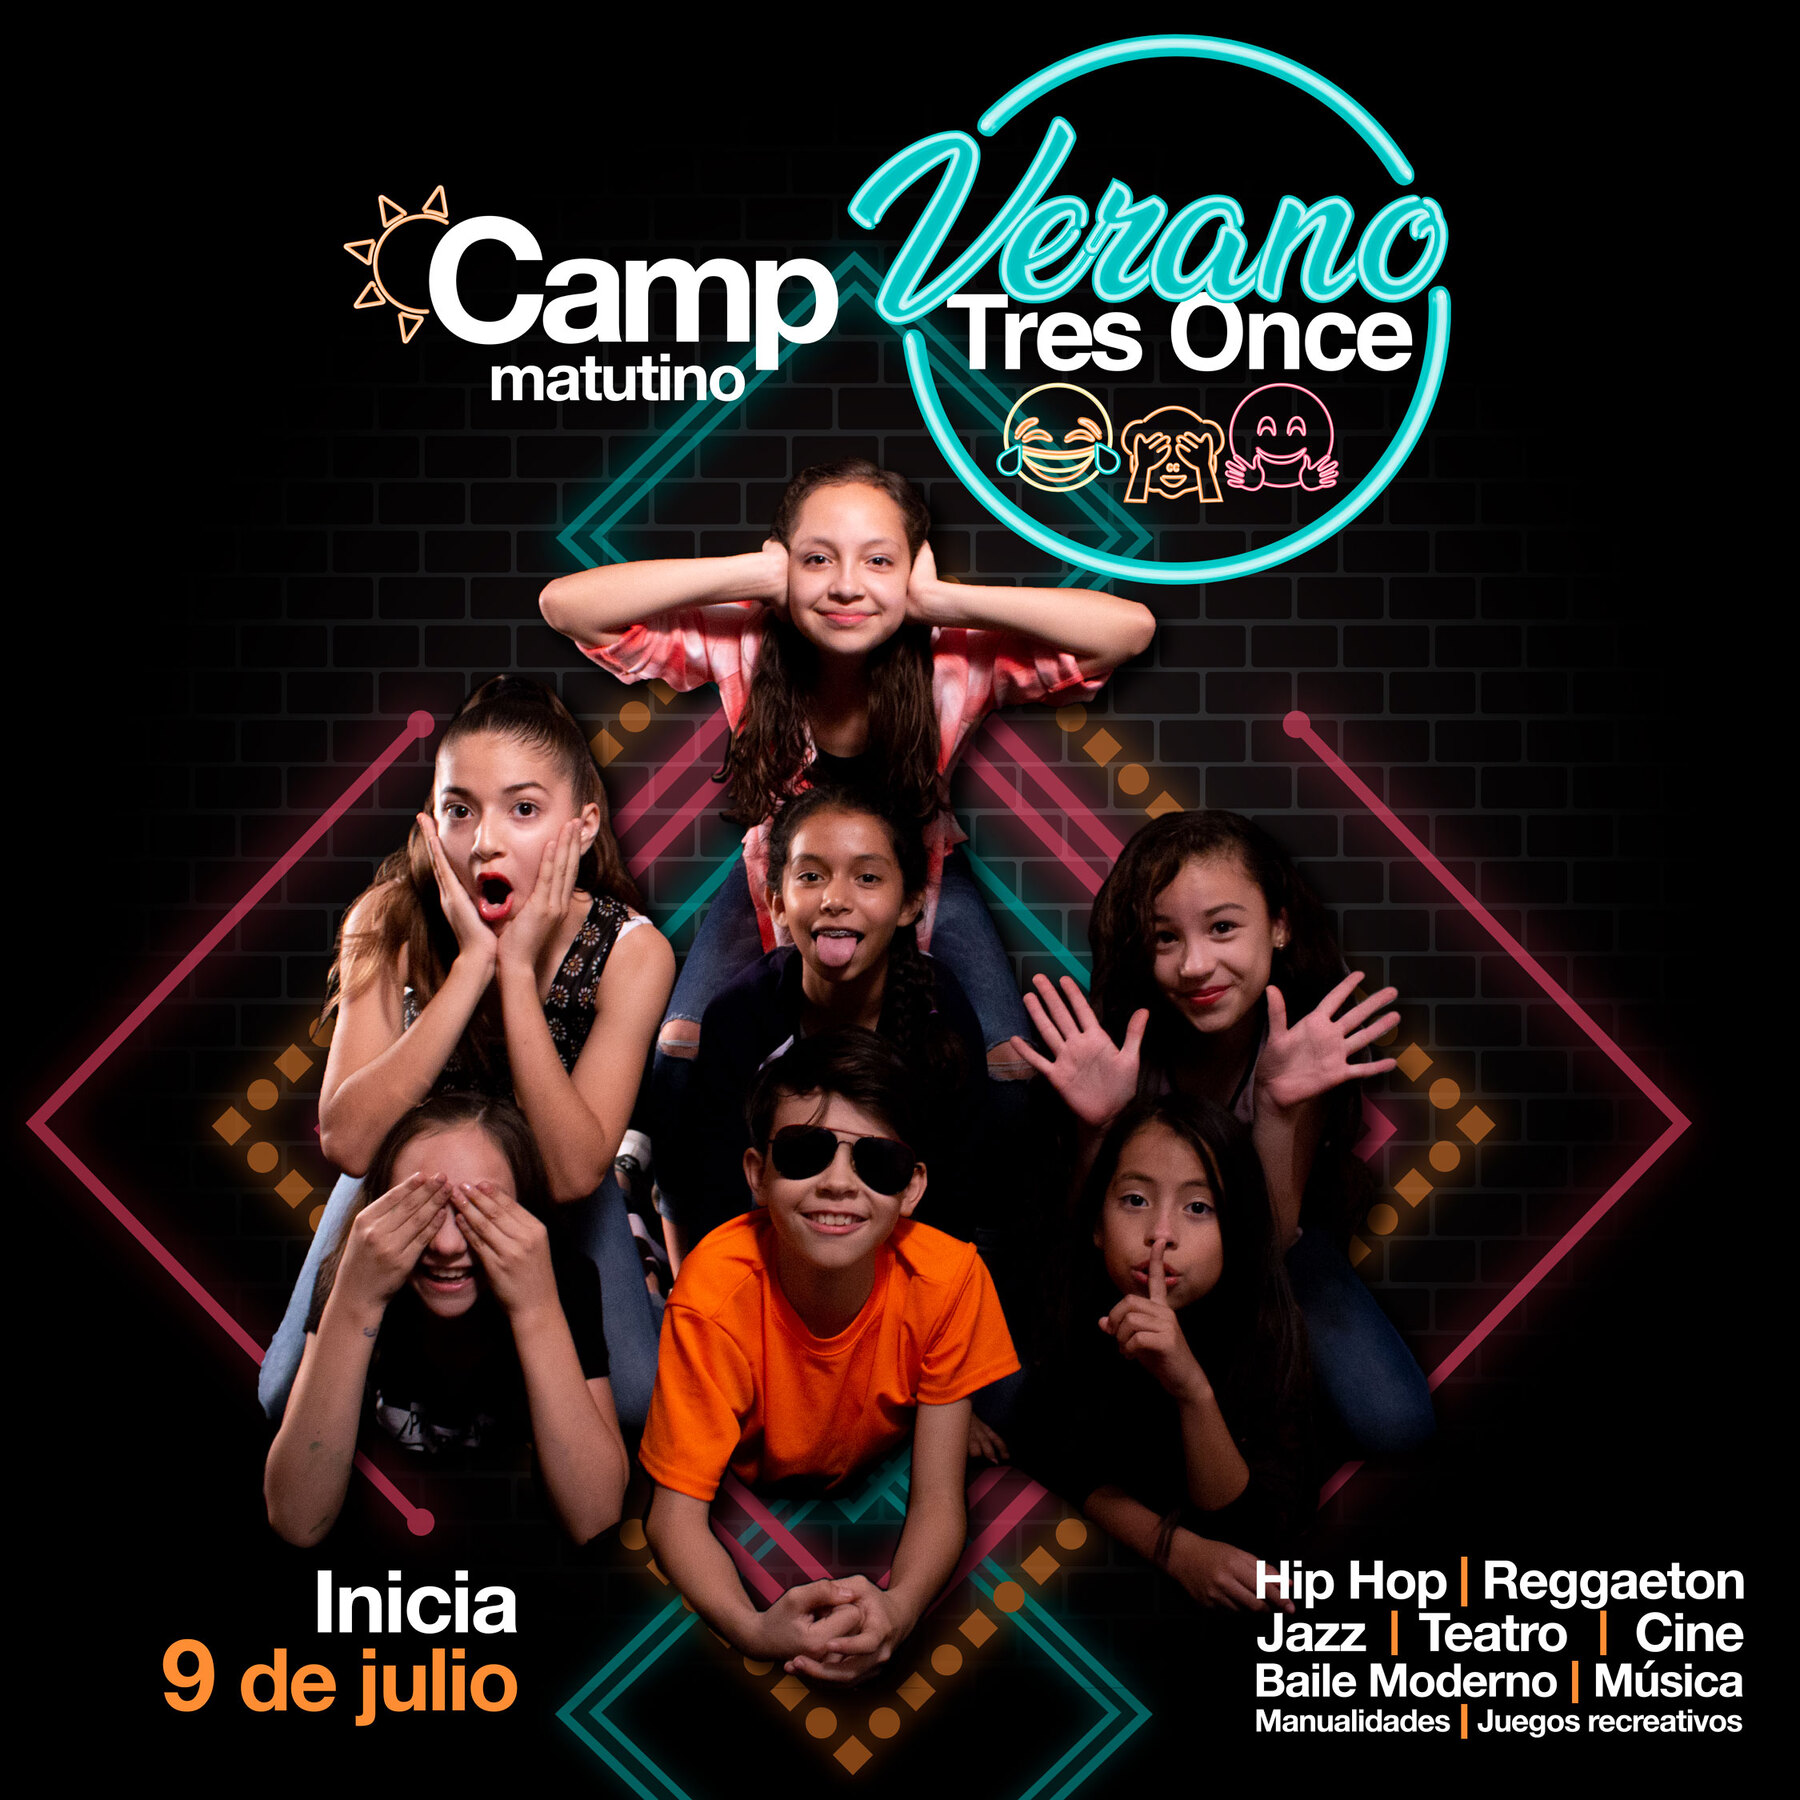 Camp
matutino
Verano
Tres Once
Inicia
9 de julio
Hip Hop | Reggaeton
Jazz | Teatro | Cine
Baile Moderno | Música
Manualidades | Juegos recreativos